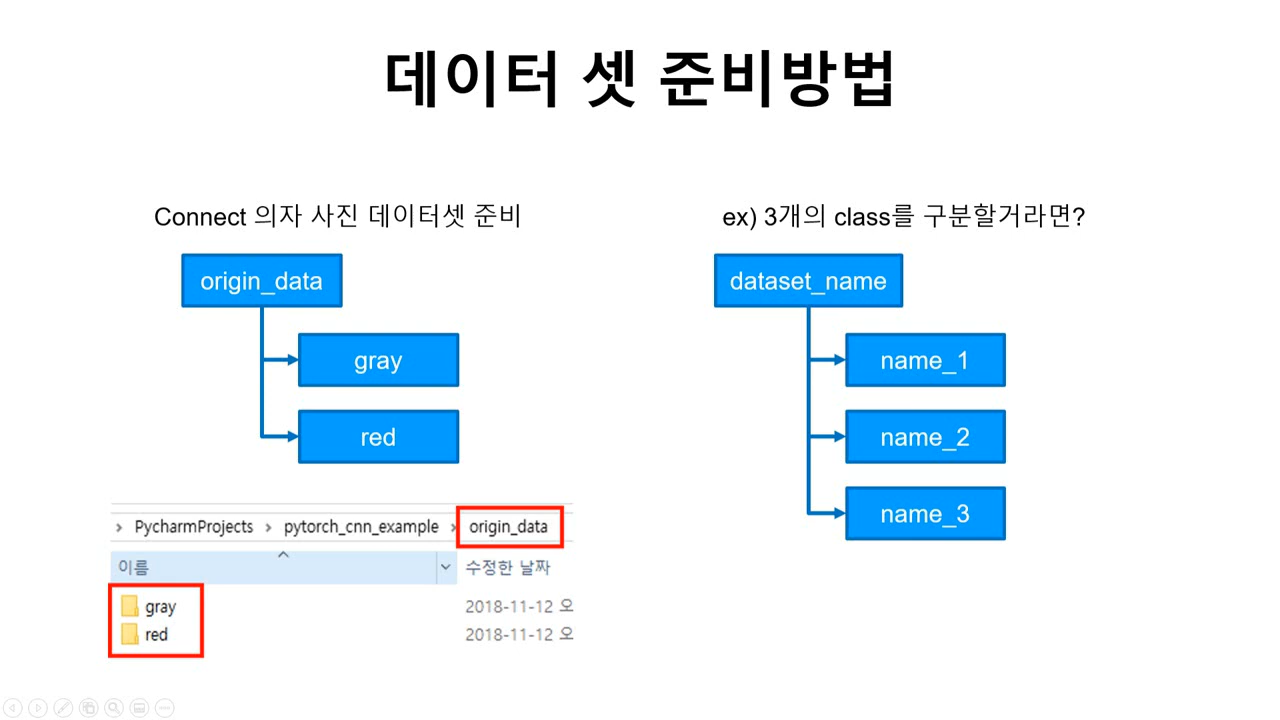 데이터 셋 준비방법
Connect 의자 사진 데이터셋 준비
origin_data
gray
red
PycharmProjects pytorch_cnn_example origin_data
이름 수정한 날짜
gray 2018-11-12 오
red 2018-11-12 오
ex) 3개의 class를 구분할거라면?
dataset_name
name_1
name_2
name_3